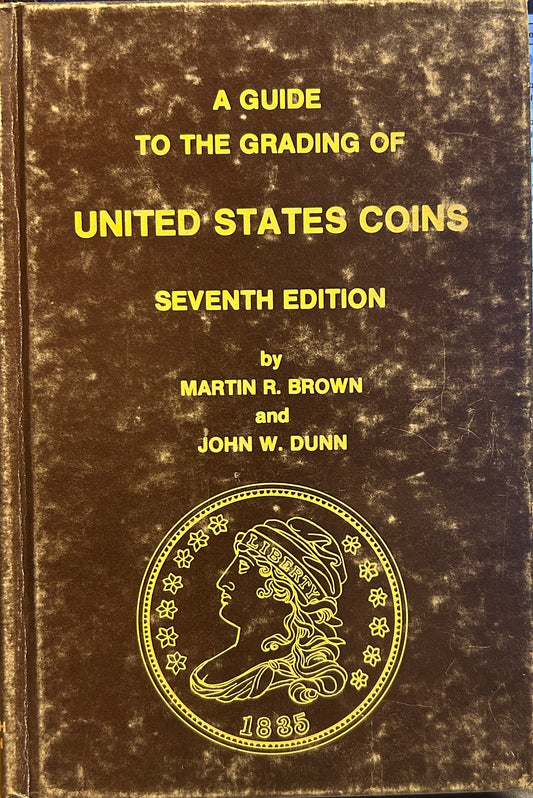 A GUIDE
TO THE GRADING OF
UNITED STATES COINS
SEVENTH EDITION
by
MARTIN R. BROWN
and
JOHN W. DUNN
LIBERTY
1835